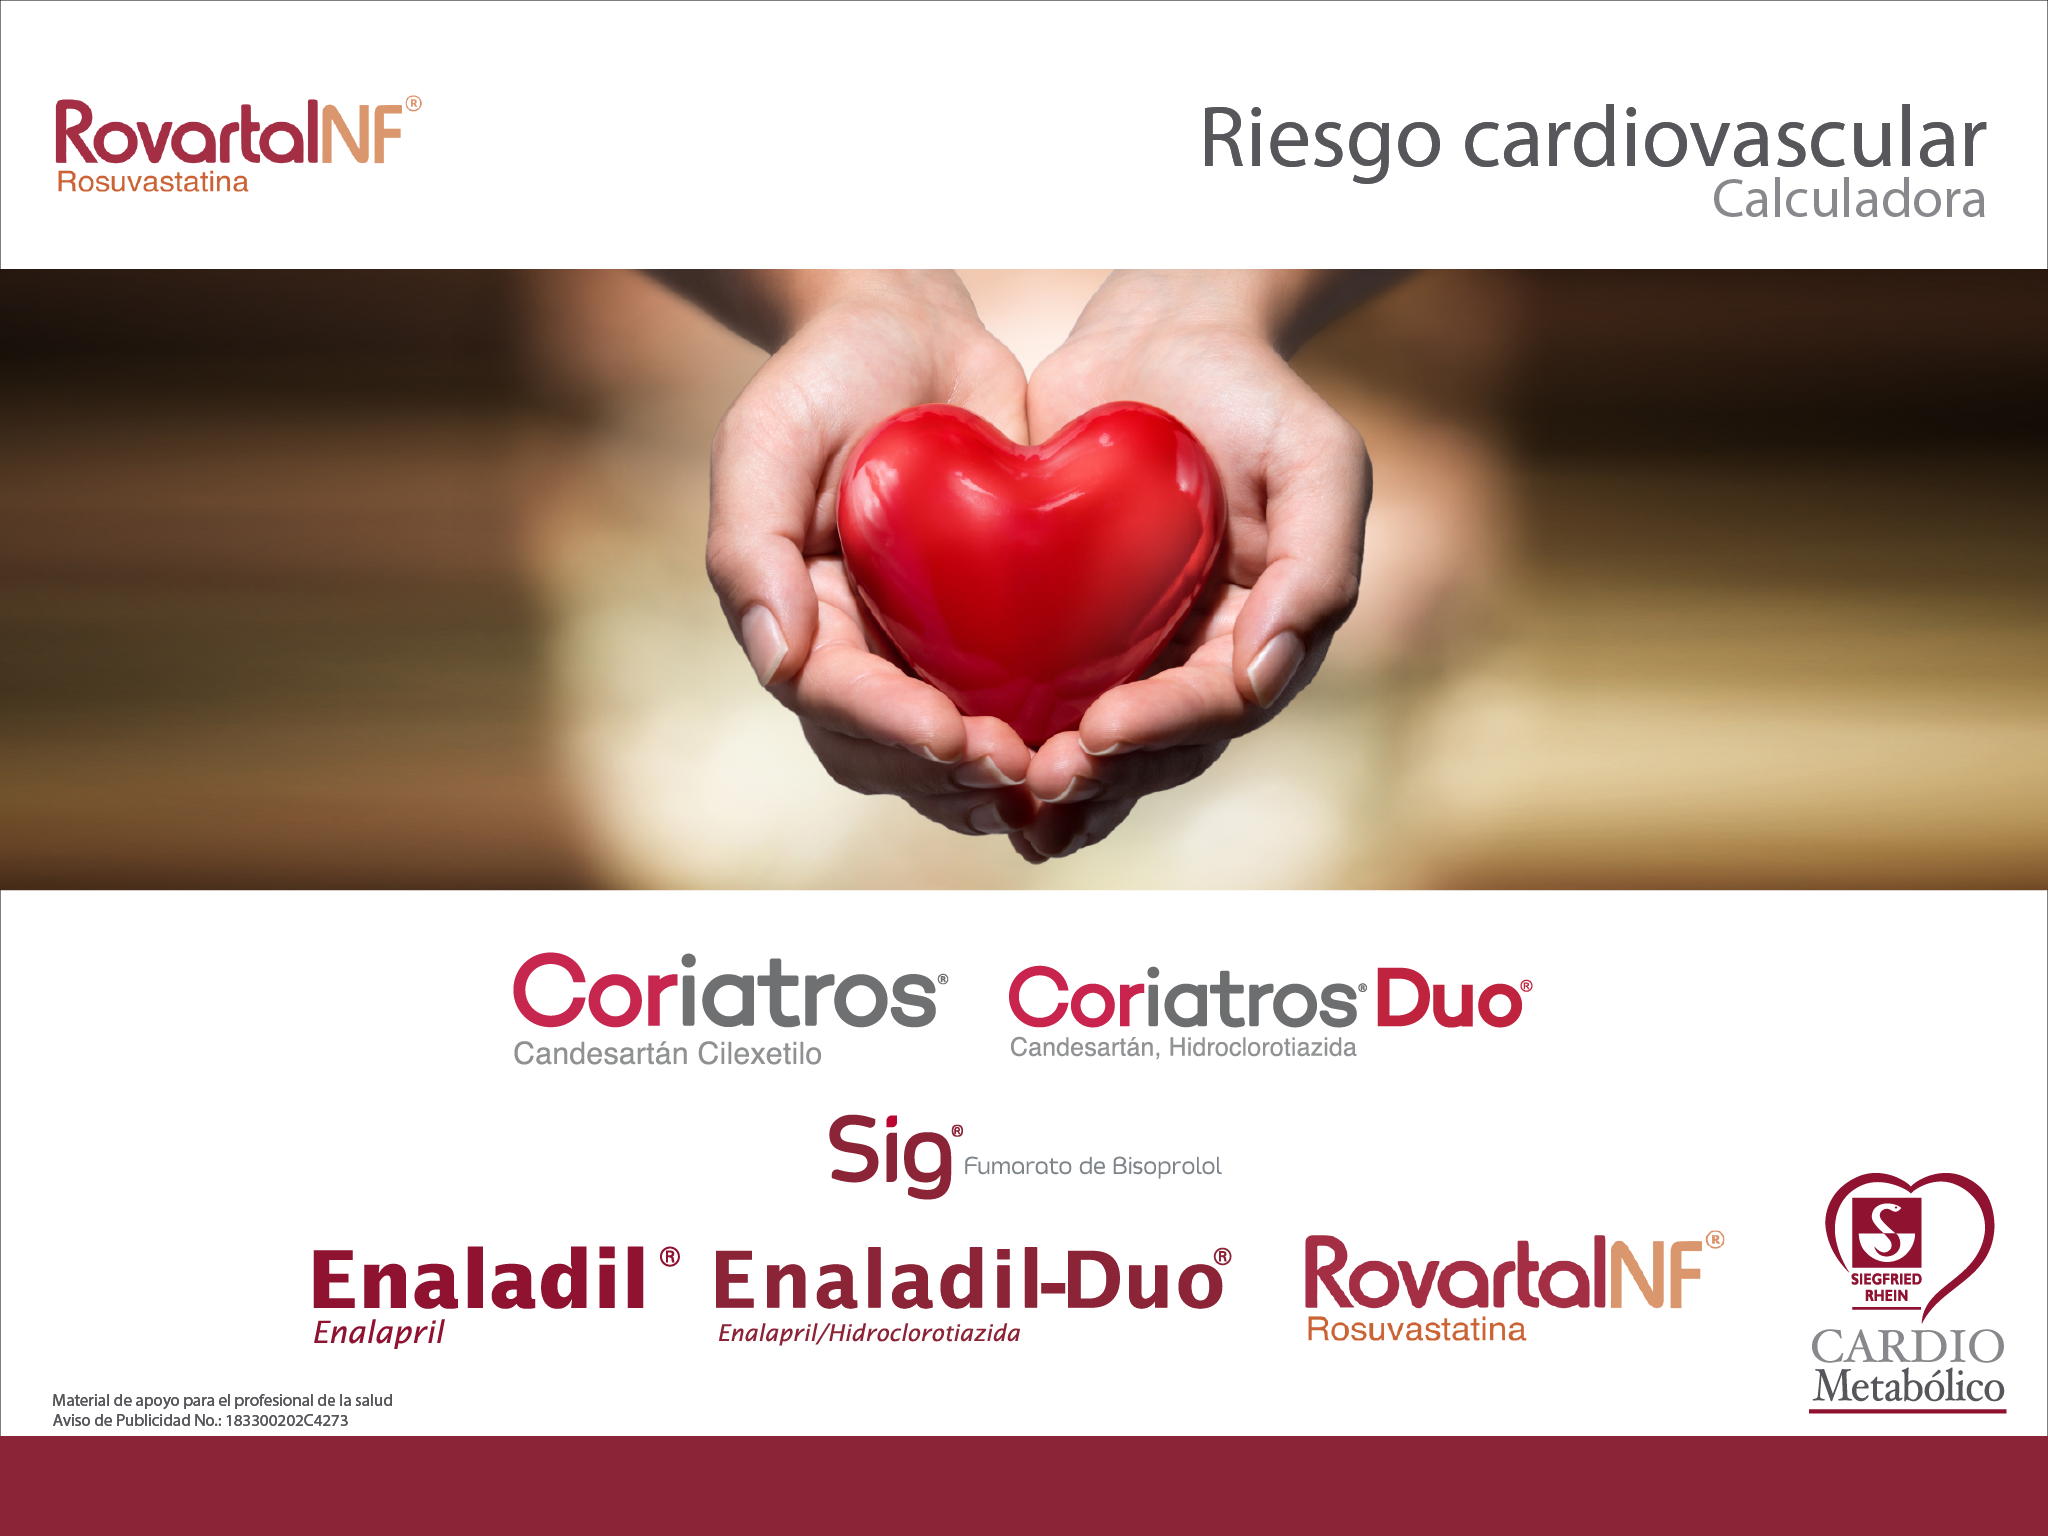 RovartalNF®
Rosuvastatina
Riesgo cardiovascular
Calculadora
Coriatros®
Candesartán Cilexetilo
Coriatros® Duo®
Candesartán, Hidroclorotiazida
Sig® Fumarato de Bisoprolol
Enaladil®
Enalapril
Enaladil-Duo®
Enalapril/Hidroclorotiazida
RovartalNF®
Rosuvastatina
SIEGFRIED
RHEIN
CARDIO
Metabólico
Material de apoyo para el profesional de la salud
Aviso de Publicidad No.: 183300202C4273